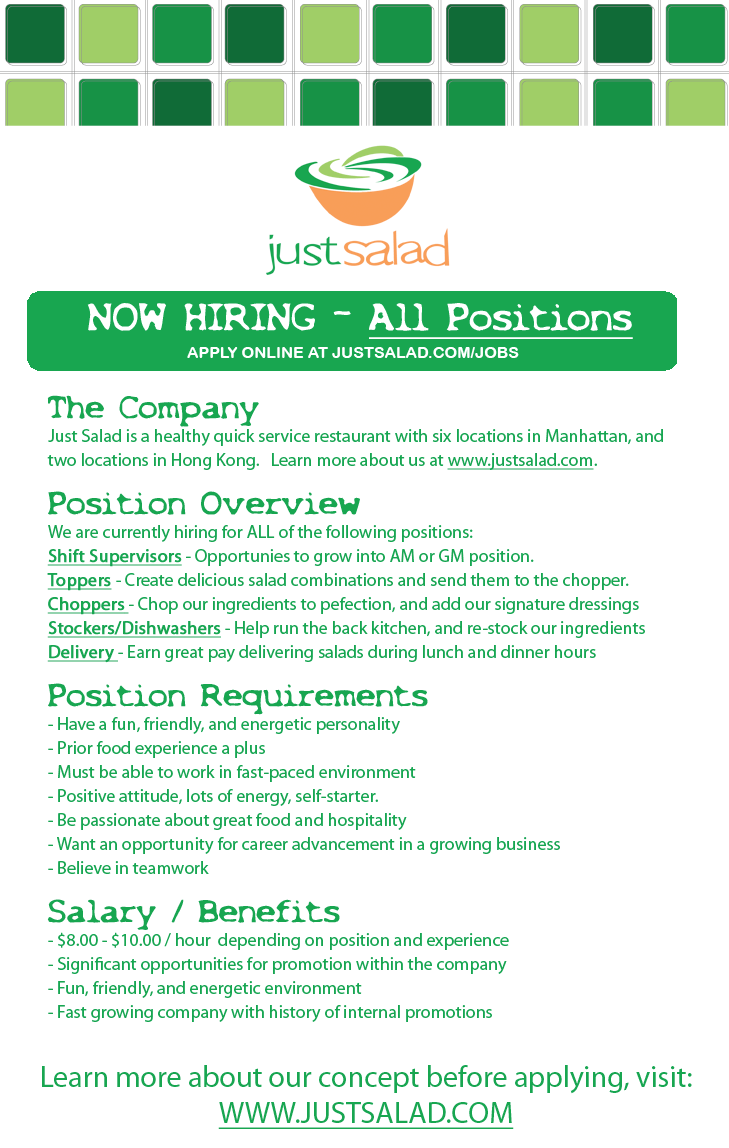 justsalad
NOW HIRING - All Positions
APPLY ONLINE AT JUSTSALAD.COM/JOBS
The Company
Just Salad is a healthy quick service restaurant with six locations in Manhattan, and
two locations in Hong Kong.   Learn more about us at www.justsalad.com.
Position Overview
We are currently hiring for ALL of the following positions:
Shift Supervisors - Opportunies to grow into AM or GM position.
Toppers - Create delicious salad combinations and send them to the chopper.
Choppers - Chop our ingredients to pefection, and add our signature dressings
Stockers/Dishwashers - Help run the back kitchen, and re-stock our ingredients
Delivery - Earn great pay delivering salads during lunch and dinner hours
Position Requirements
- Have a fun, friendly, and energetic personality
- Prior food experience a plus
- Must be able to work in fast-paced environment
- Positive attitude, lots of energy, self-starter.
- Be passionate about great food and hospitality
- Want an opportunity for career advancement in a growing business
- Believe in teamwork
Salary / Benefits
- $8.00 - $10.00 / hour  depending on position and experience
- Significant opportunities for promotion within the company
- Fun, friendly, and energetic environment
- Fast growing company with history of internal promotions
Learn more about our concept before applying, visit:
WWW.JUSTSALAD.COM